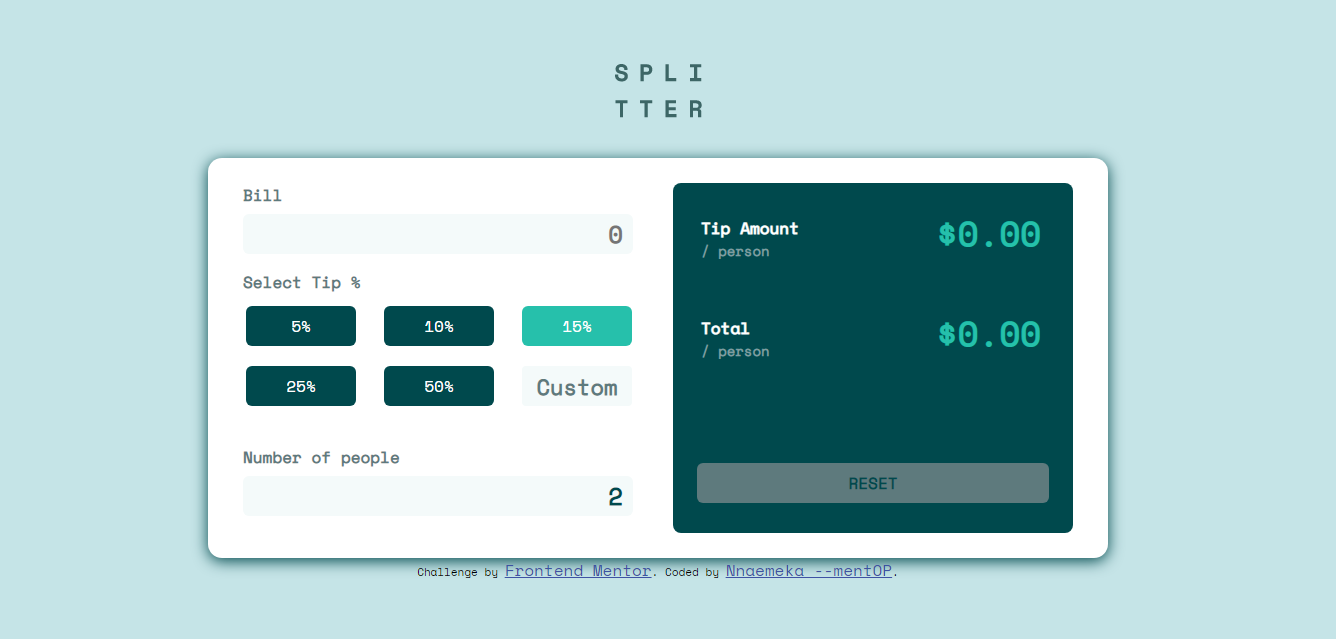 SPLI
TTER
Bill
0
Select Tip %
5% 10% 15%
25% 50% Custom
Number of people
2
Tip Amount $0.00
/ person
Total $0.00
/ person
RESET
Challenge by Frontend Mentor. Coded by Nnaemeka --mentOP.